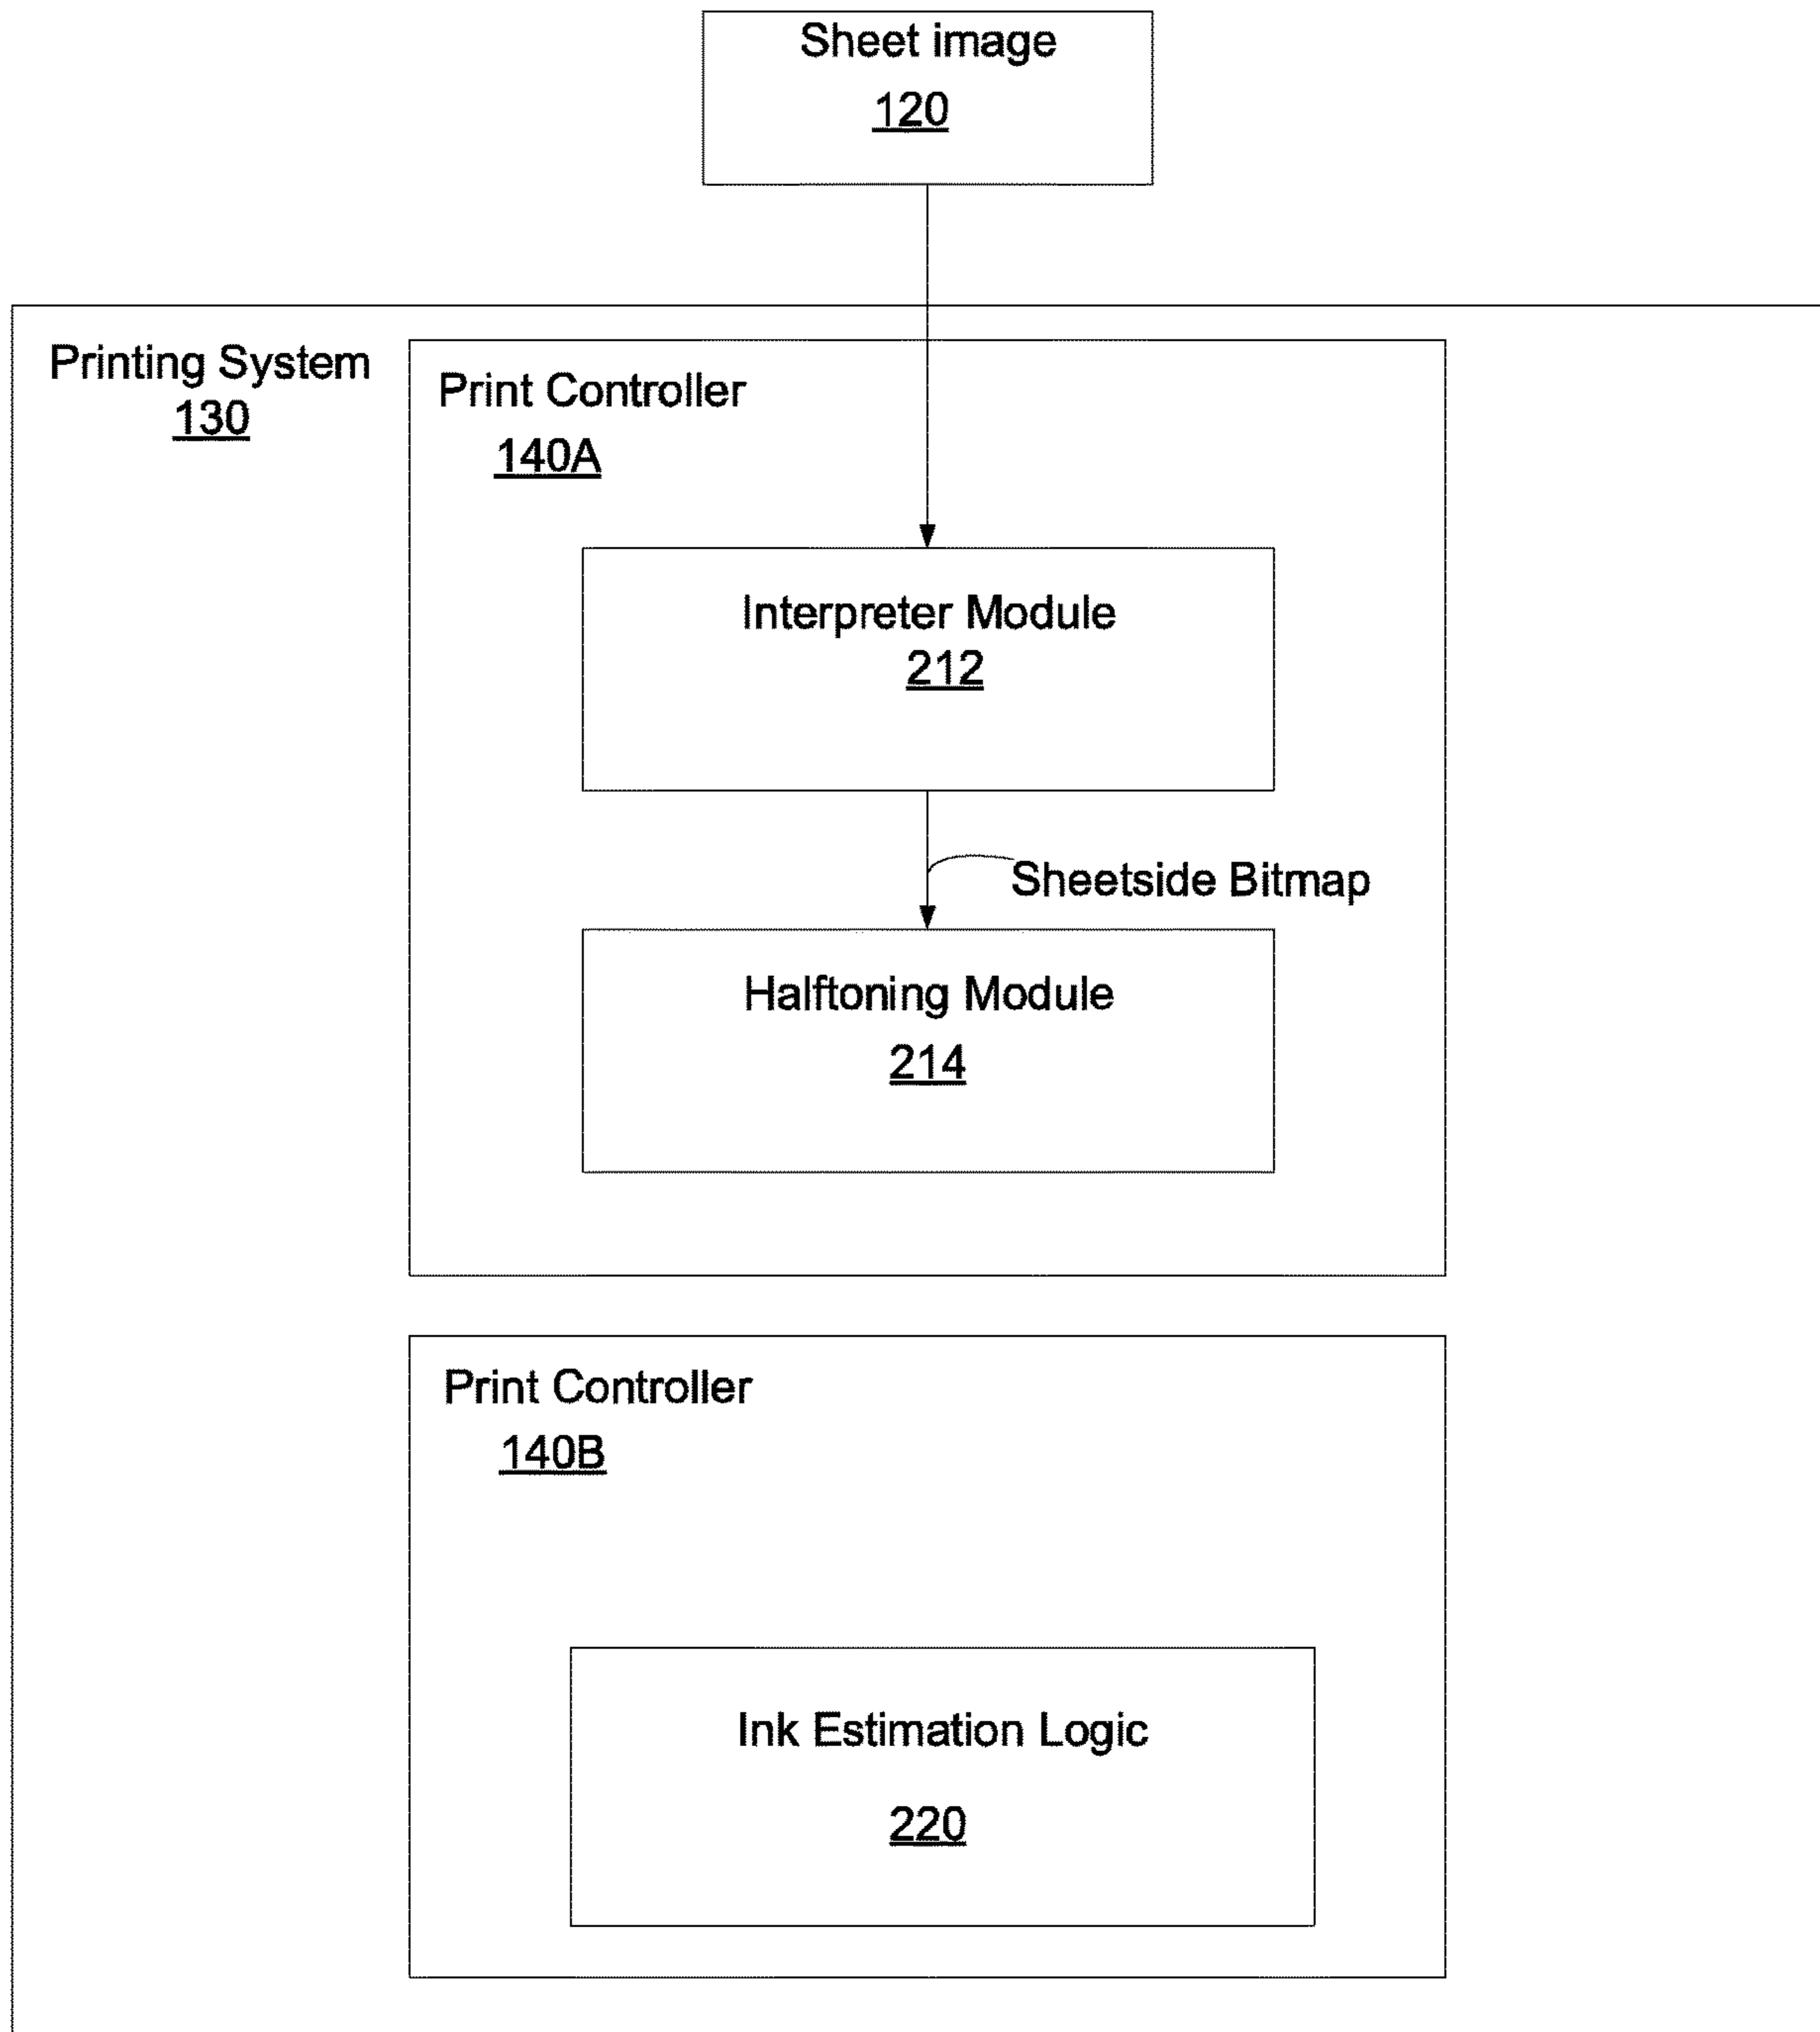 Sheet image
120
Printing System
130
Print Controller
140A
Interpreter Module
212
Sheetside Bitmap
Halftoning Module
214
Print Controller
140B
Ink Estimation Logic
220